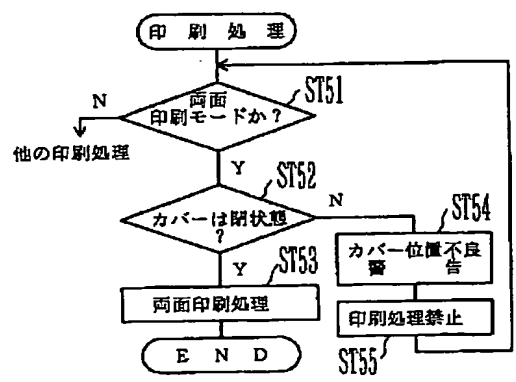 印 刷 処 理
ST51
両面
印刷モードか?
N
他の印刷処理
Y
ST52
カバーは閉状態
?
N
ST54
カバー位置不良
警 告
Y
ST53
両面印刷処理
印刷処理禁止
ST55
E N D